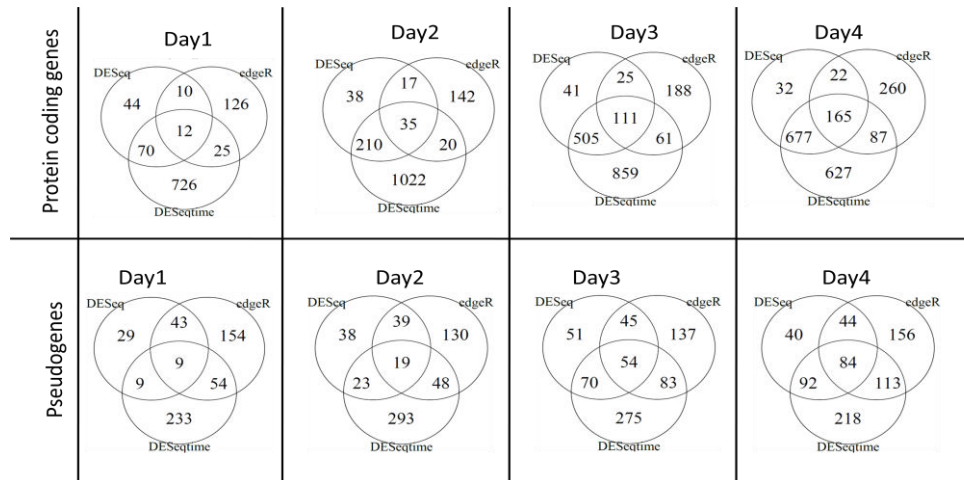 Protein coding genes
Day1
DESeq
edgeR
10
44
126
12
70
25
726
DESeqtime
Day2
DESeq
edgeR
17
38
142
35
210
20
1022
DESeqtime
Day3
DESeq
edgeR
25
41
188
111
505
61
859
DESeqtime
Day4
DESeq
edgeR
22
32
260
165
677
87
627
DESeqtime
Pseudogenes
Day1
DESeq
edgeR
43
29
154
9
9
54
233
DESeqtime
Day2
DESeq
edgeR
39
38
130
19
23
48
293
DESeqtime
Day3
DESeq
edgeR
45
51
137
54
70
83
275
DESeqtime
Day4
DESeq
edgeR
44
40
156
84
92
113
218
DESeqtime